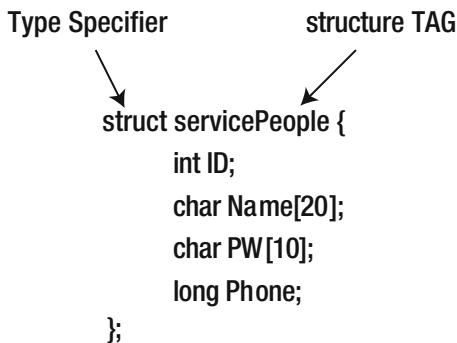 Type Specifier structure TAG
struct servicePeople {
int ID;
char Name[20];
char PW[10];
long Phone;
};